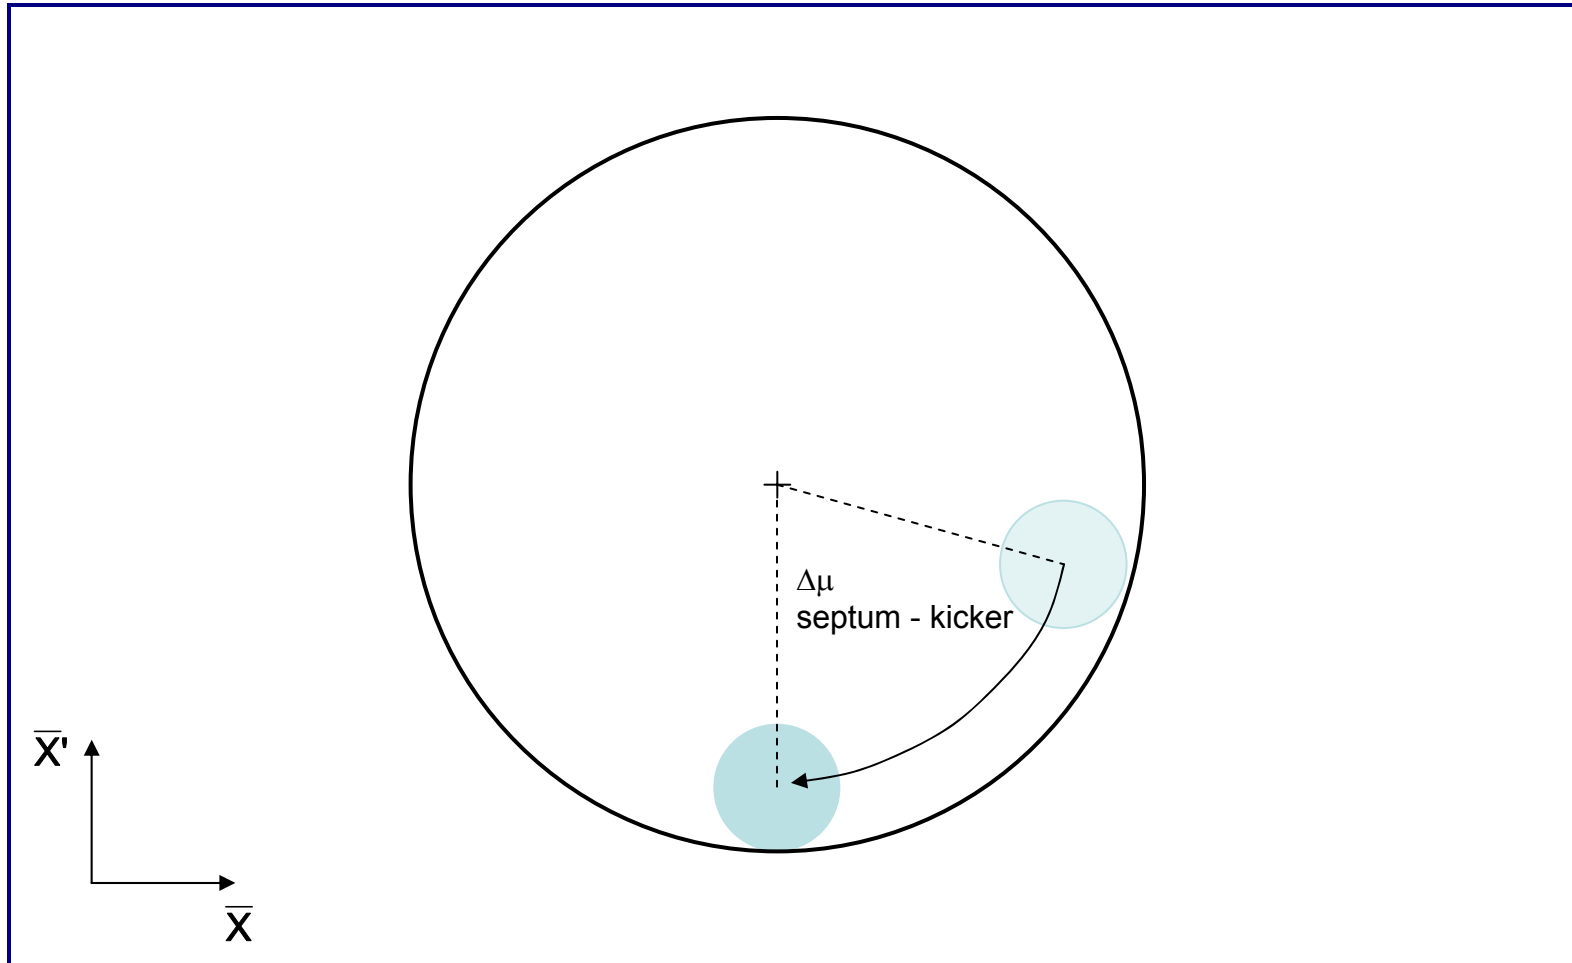 Δμ
septum - kicker
X̅'
X̅